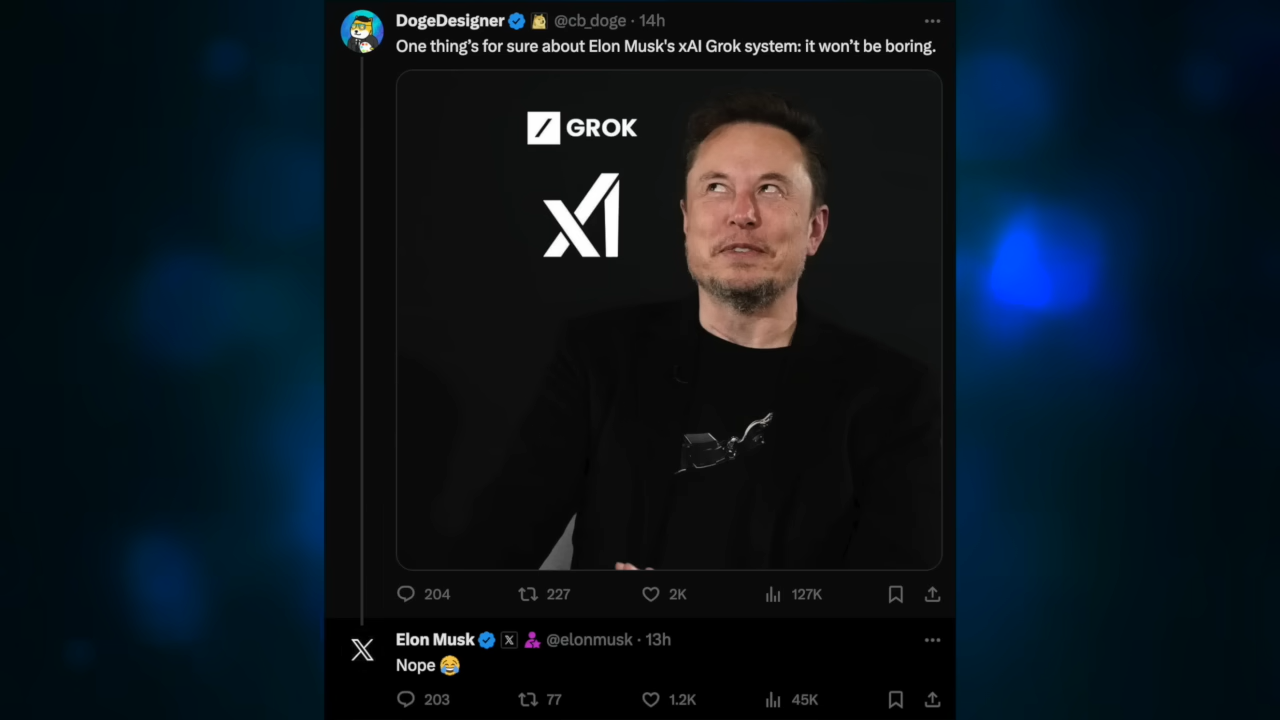 DogeDesigner @cb_doge · 14h
One thing’s for sure about Elon Musk's xAI Grok system: it won’t be boring.
GROK
xI
204 227 2K 127K
Elon Musk @elonmusk · 13h
Nope 😂
203 77 1.2K 45K